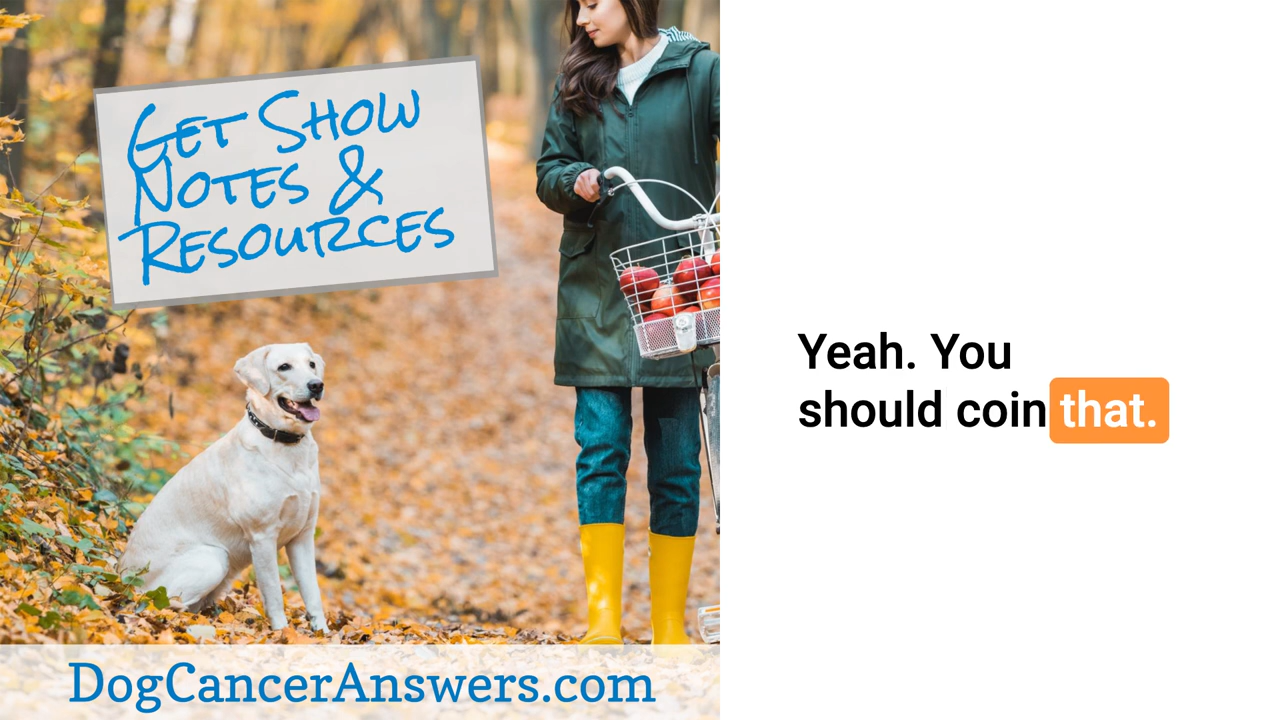 Get Show
Notes &
Resources
DogCancerAnswers.com
Yeah. You
should coin that.